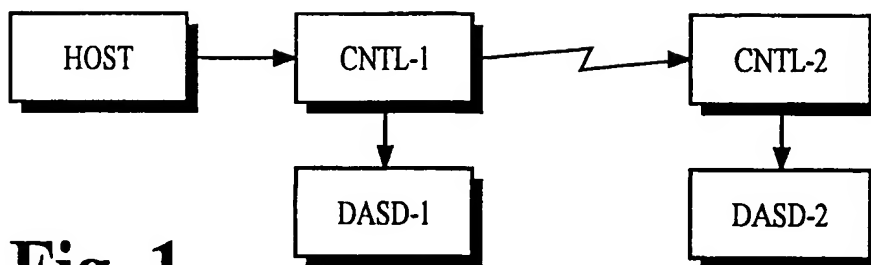 HOST
CNTL-1
CNTL-2
DASD-1
DASD-2
Fig. 1